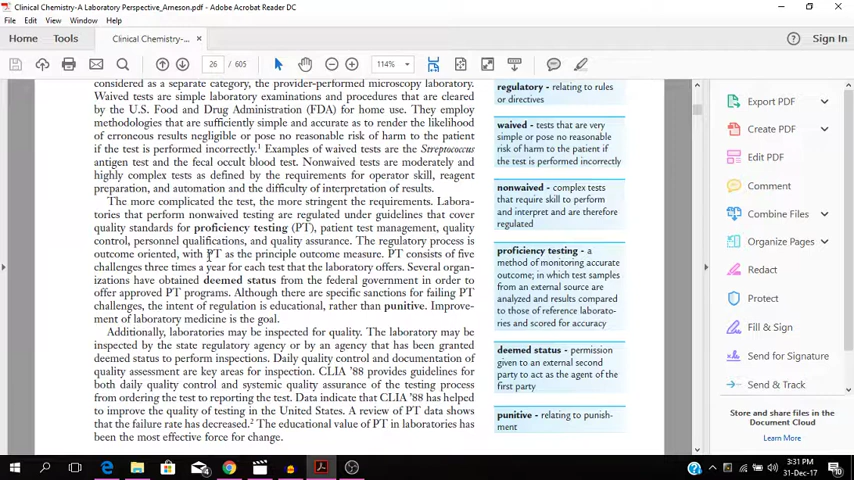 Clinical Chemistry-A Laboratory Perspective_Arneson.pdf - Adobe Acrobat Reader DC
File Edit View Window Help
Home Tools Clinical Chemistry-... × Sign In
26 / 605 114%
considered as a separate category, the provider-performed microscopy laboratory.
Waived tests are simple laboratory examinations and procedures that are cleared
by the U.S. Food and Drug Administration (FDA) for home use. They employ
methodologies that are sufficiently simple and accurate as to render the likelihood
of erroneous results negligible or pose no reasonable risk of harm to the patient
if the test is performed incorrectly.1 Examples of waived tests are the Streptococcus
antigen test and the fecal occult blood test. Nonwaived tests are moderately and
highly complex tests as defined by the requirements for operator skill, reagent
preparation, and automation and the difficulty of interpretation of results.
The more complicated the test, the more stringent the requirements. Labora-
tories that perform nonwaived testing are regulated under guidelines that cover
quality standards for proficiency testing (PT), patient test management, quality
control, personnel qualifications, and quality assurance. The regulatory process is
outcome oriented, with PT as the principle outcome measure. PT consists of five
challenges three times a year for each test that the laboratory offers. Several organ-
izations have obtained deemed status from the federal government in order to
offer approved PT programs. Although there are specific sanctions for failing PT
challenges, the intent of regulation is educational, rather than punitive. Improve-
ment of laboratory medicine is the goal.
Additionally, laboratories may be inspected for quality. The laboratory may be
inspected by the state regulatory agency or by an agency that has been granted
deemed status to perform inspections. Daily quality control and documentation of
quality assessment are key areas for inspection. CLIA '88 provides guidelines for
both daily quality control and systematic quality assurance of the testing process
from ordering the test to reporting the test. Data indicate that CLIA '88 has helped
to improve the quality of testing in the United States. A review of PT data shows
that the failure rate has decreased.2 The educational value of PT in laboratories has
been the most effective force for change.
regulatory - relating to rules
or directives
waived - tests that are very
simple or pose no reasonable
risk of harm to the patient if
the test is performed incorrectly
nonwaived - complex tests
that require skill to perform
and interpret and are therefore
regulated
proficiency testing - a
method of monitoring accurate
outcome; in which test samples
from an external source are
analyzed and results compared
to those of reference laborato-
ries and scored for accuracy
deemed status - permission
given to an external second
party to act as the agent of the
first party
punitive - relating to punish-
ment
Export PDF
Create PDF
Edit PDF
Comment
Combine Files
Organize Pages
Redact
Protect
Fill & Sign
Send for Signature
Send & Track
Store and share files in the
Document Cloud
Learn More
3:31 PM
31-Dec-17